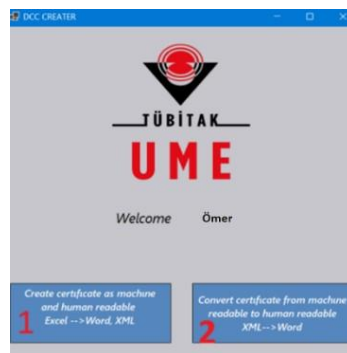 DCC CREATER
TÜBİTAK
UME
Welcome Ömer
Create certificate as machine
and human readable
Excel -->Word, XML
1
Convert certificate from machine
readable to human readable
XML-->Word
2